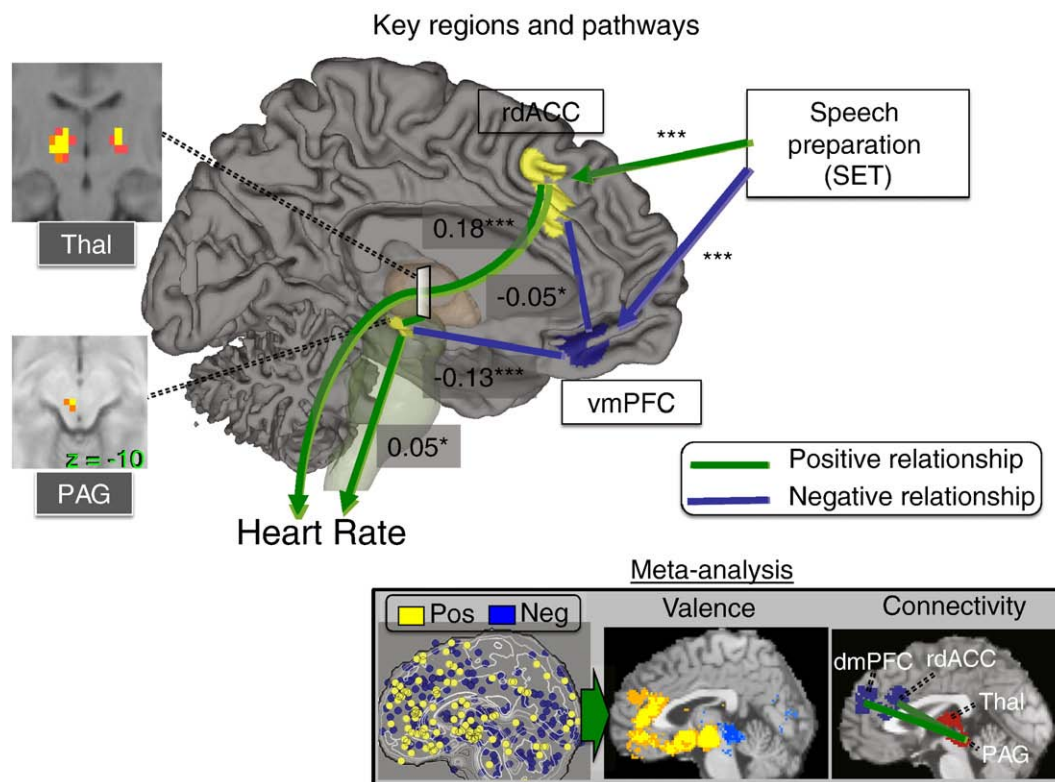 Key regions and pathways
rdACC
Speech
preparation
(SET)
***
***
Thal
0.18***
-0.05*
-0.13***
vmPFC
0.05*
z = -10
PAG
Positive relationship
Negative relationship
Heart Rate
Meta-analysis
Pos Neg
Valence
Connectivity
dmPFC
rdACC
Thal
PAG